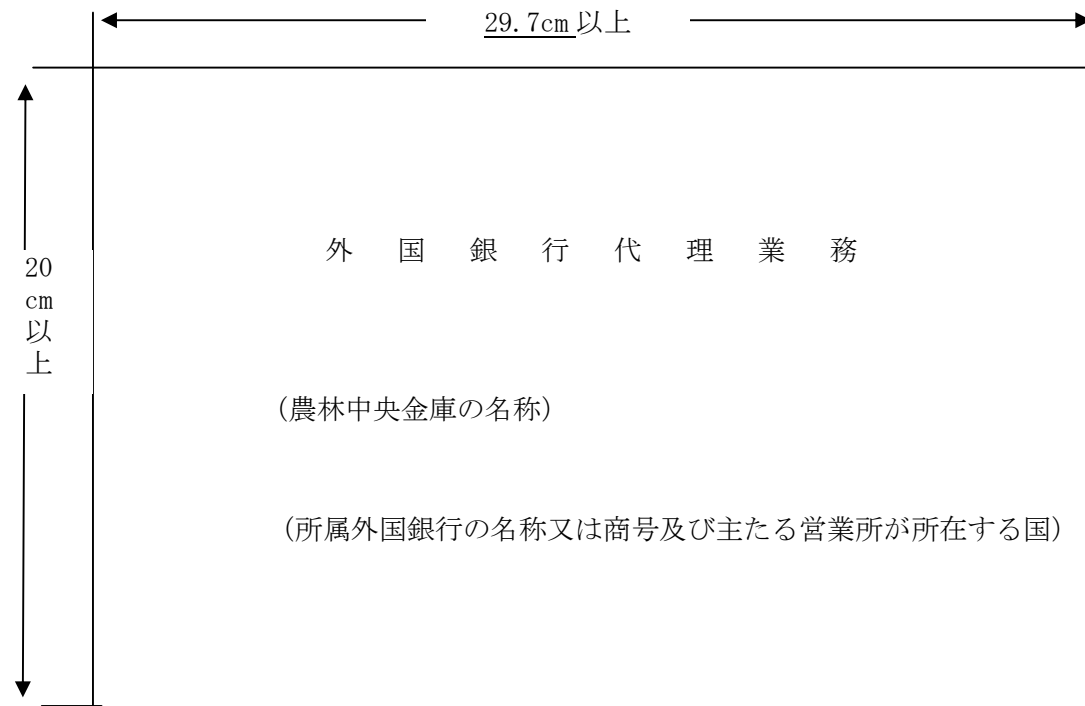 29.7cm以上
外　国　銀　行　代　理　業　務
20
cm
以
上
（農林中央金庫の名称）
（所属外国銀行の名称又は商号及び主たる営業所が所在する国）